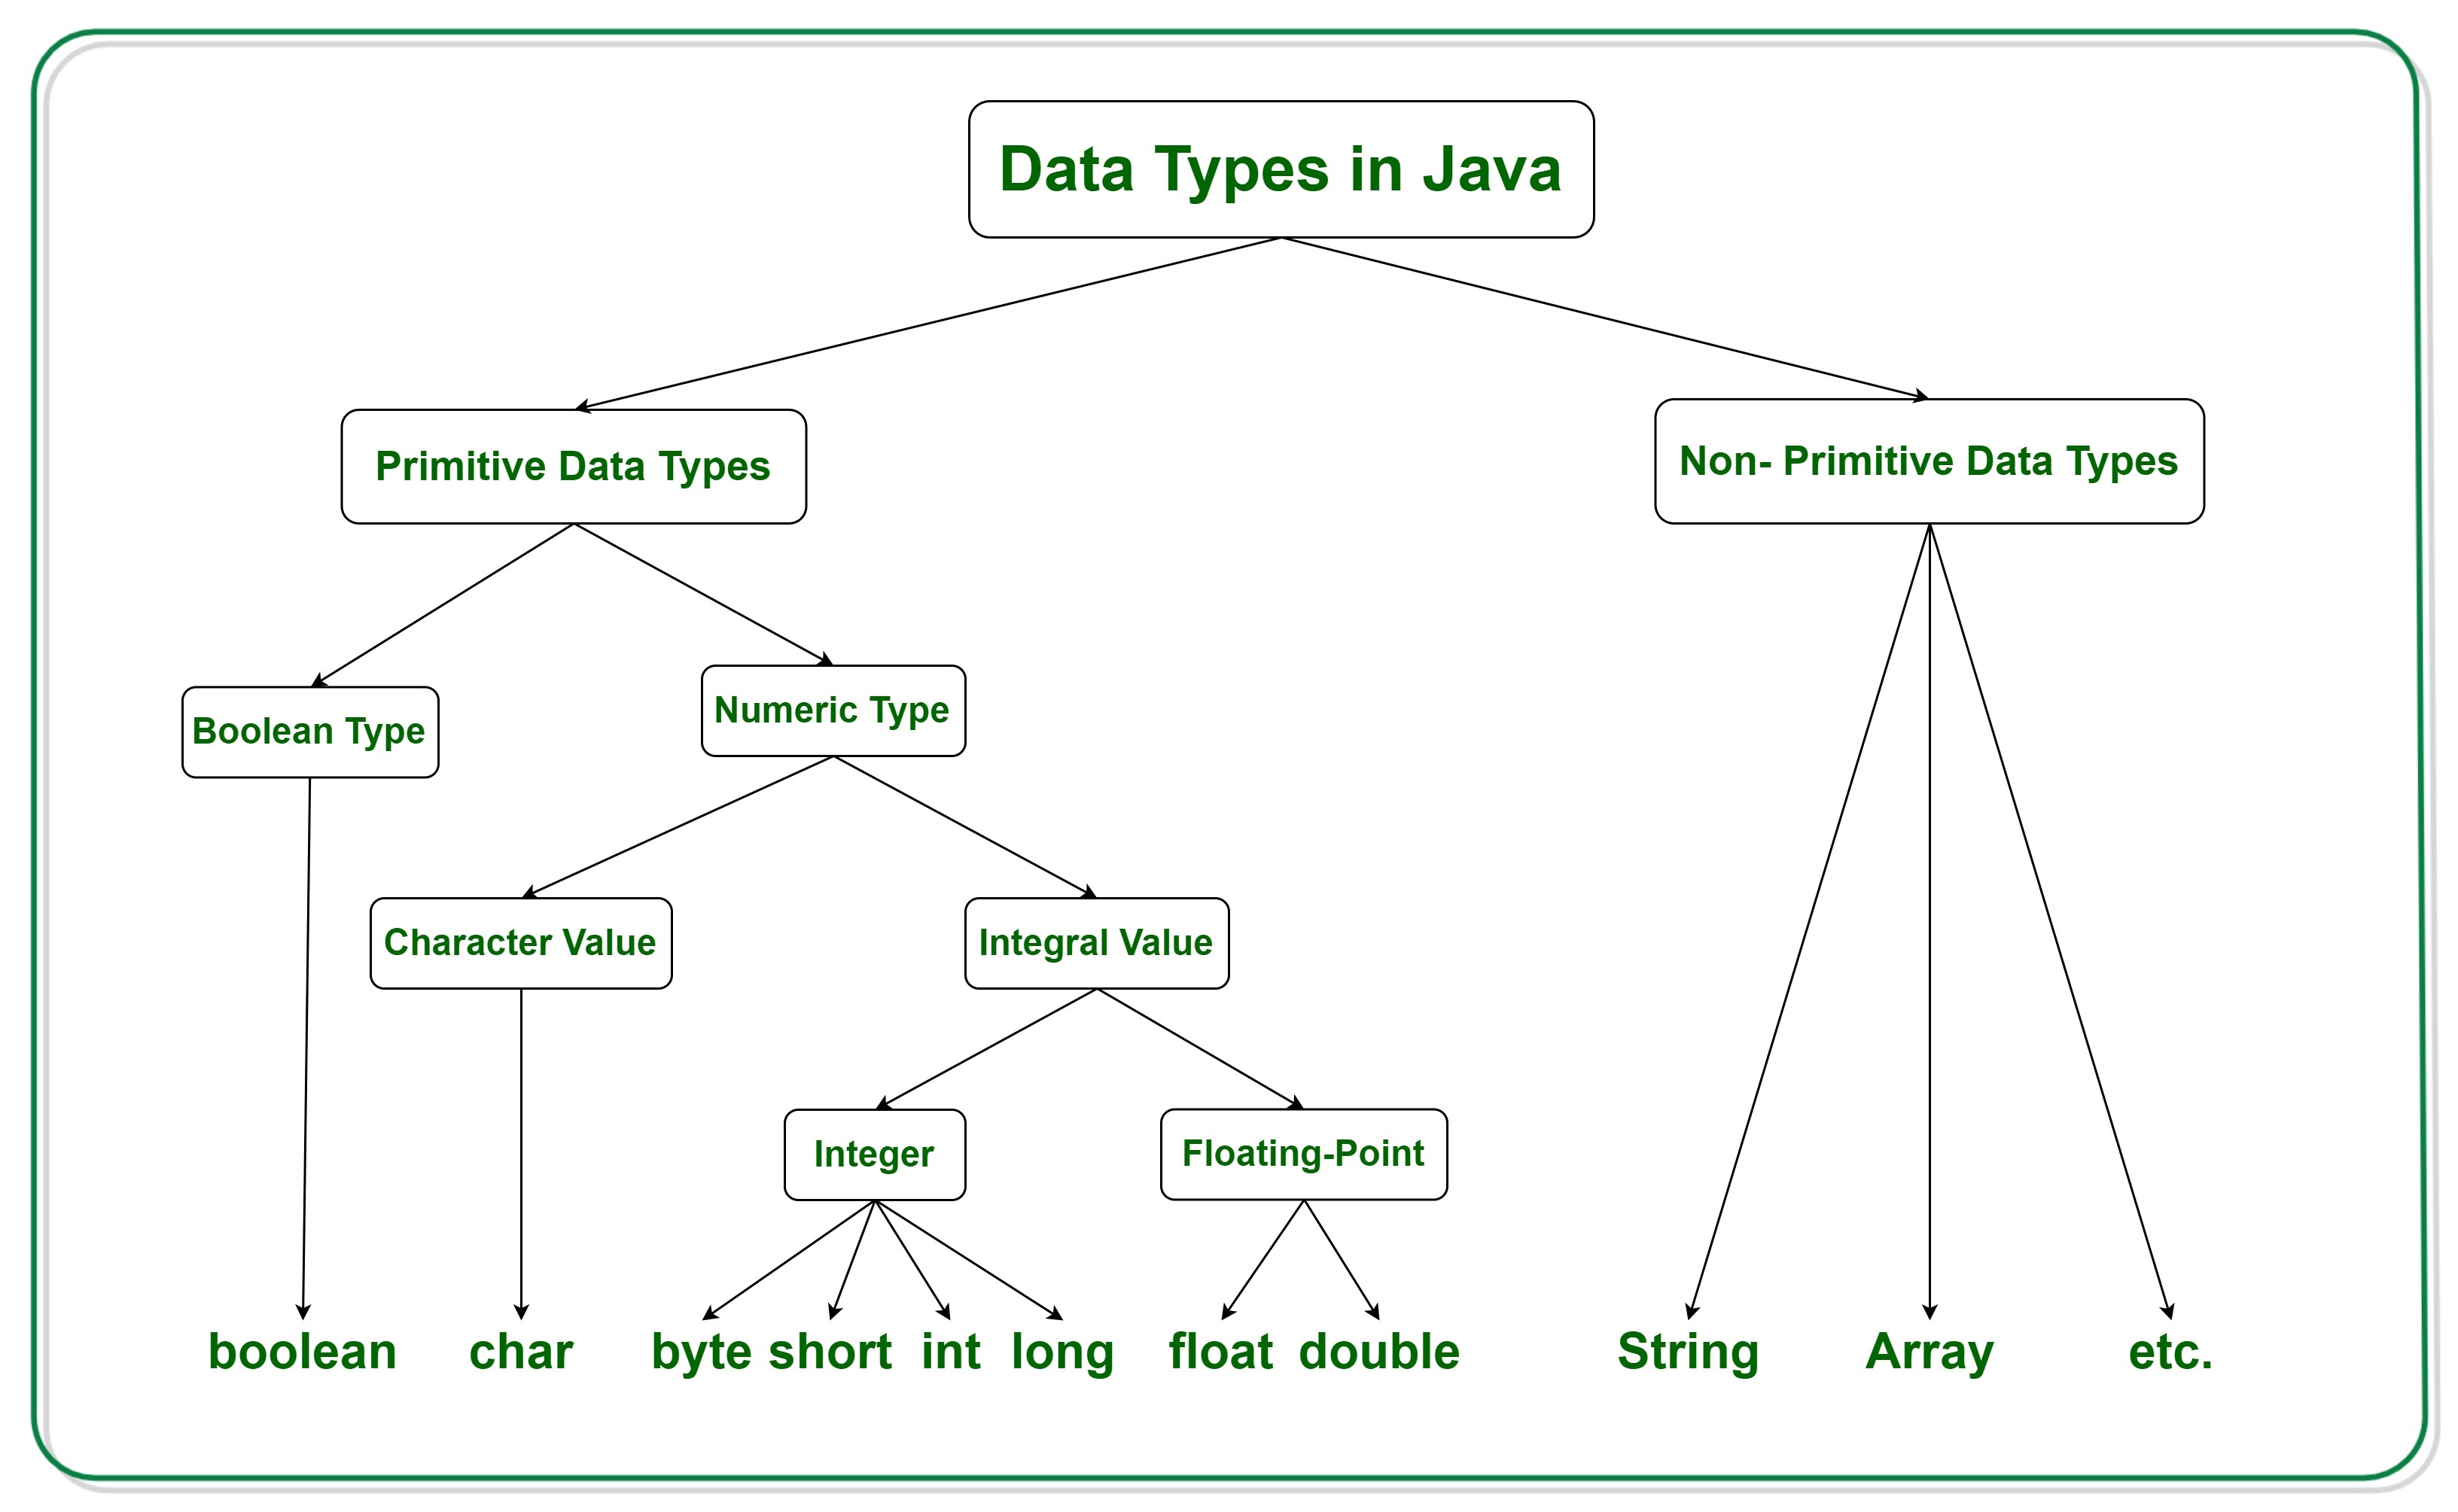 Data Types in Java
Primitive Data Types
Non- Primitive Data Types
Boolean Type
Numeric Type
Character Value
Integral Value
Integer
Floating-Point
boolean
char
byte
short
int
long
float
double
String
Array
etc.